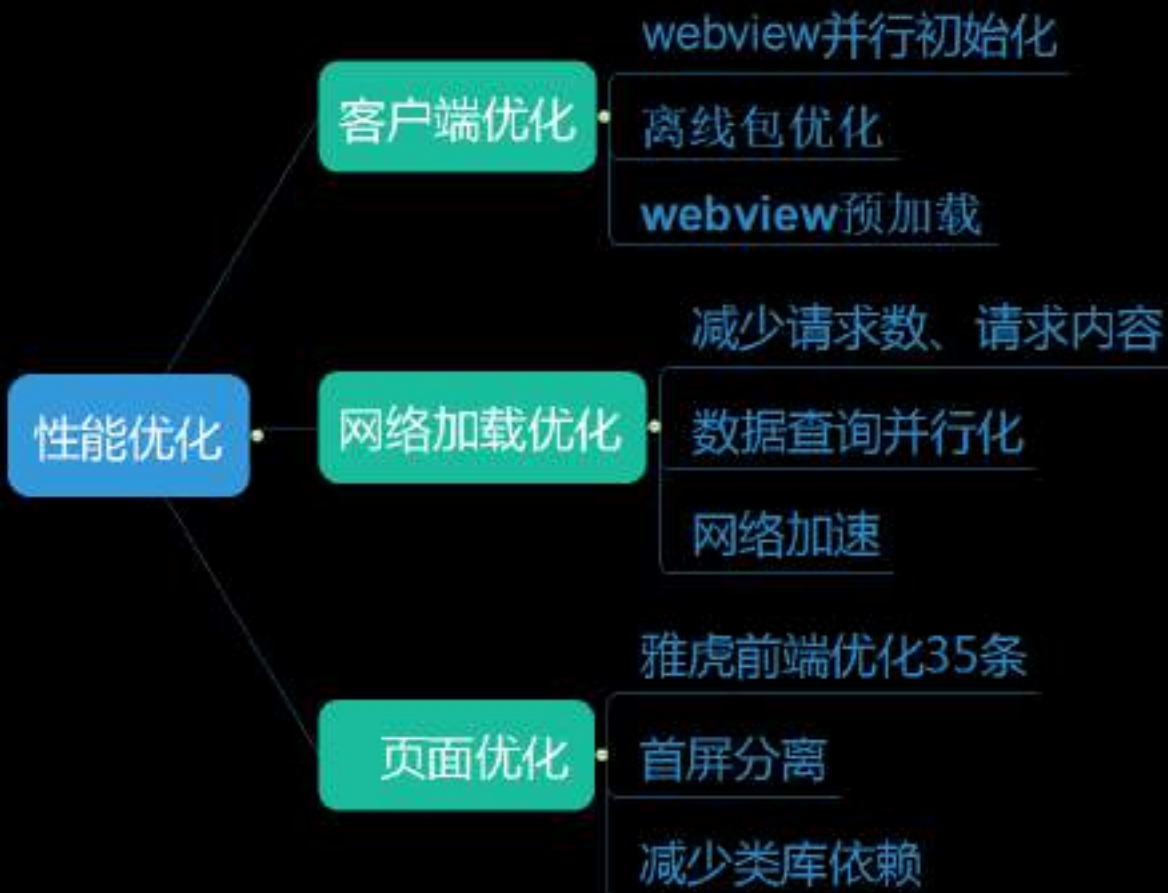 webview并行初始化
客户端优化
离线包优化
webview预加载
减少请求数、请求内容
性能优化
网络加载优化
数据查询并行化
网络加速
雅虎前端优化35条
页面优化
首屏分离
减少类库依赖